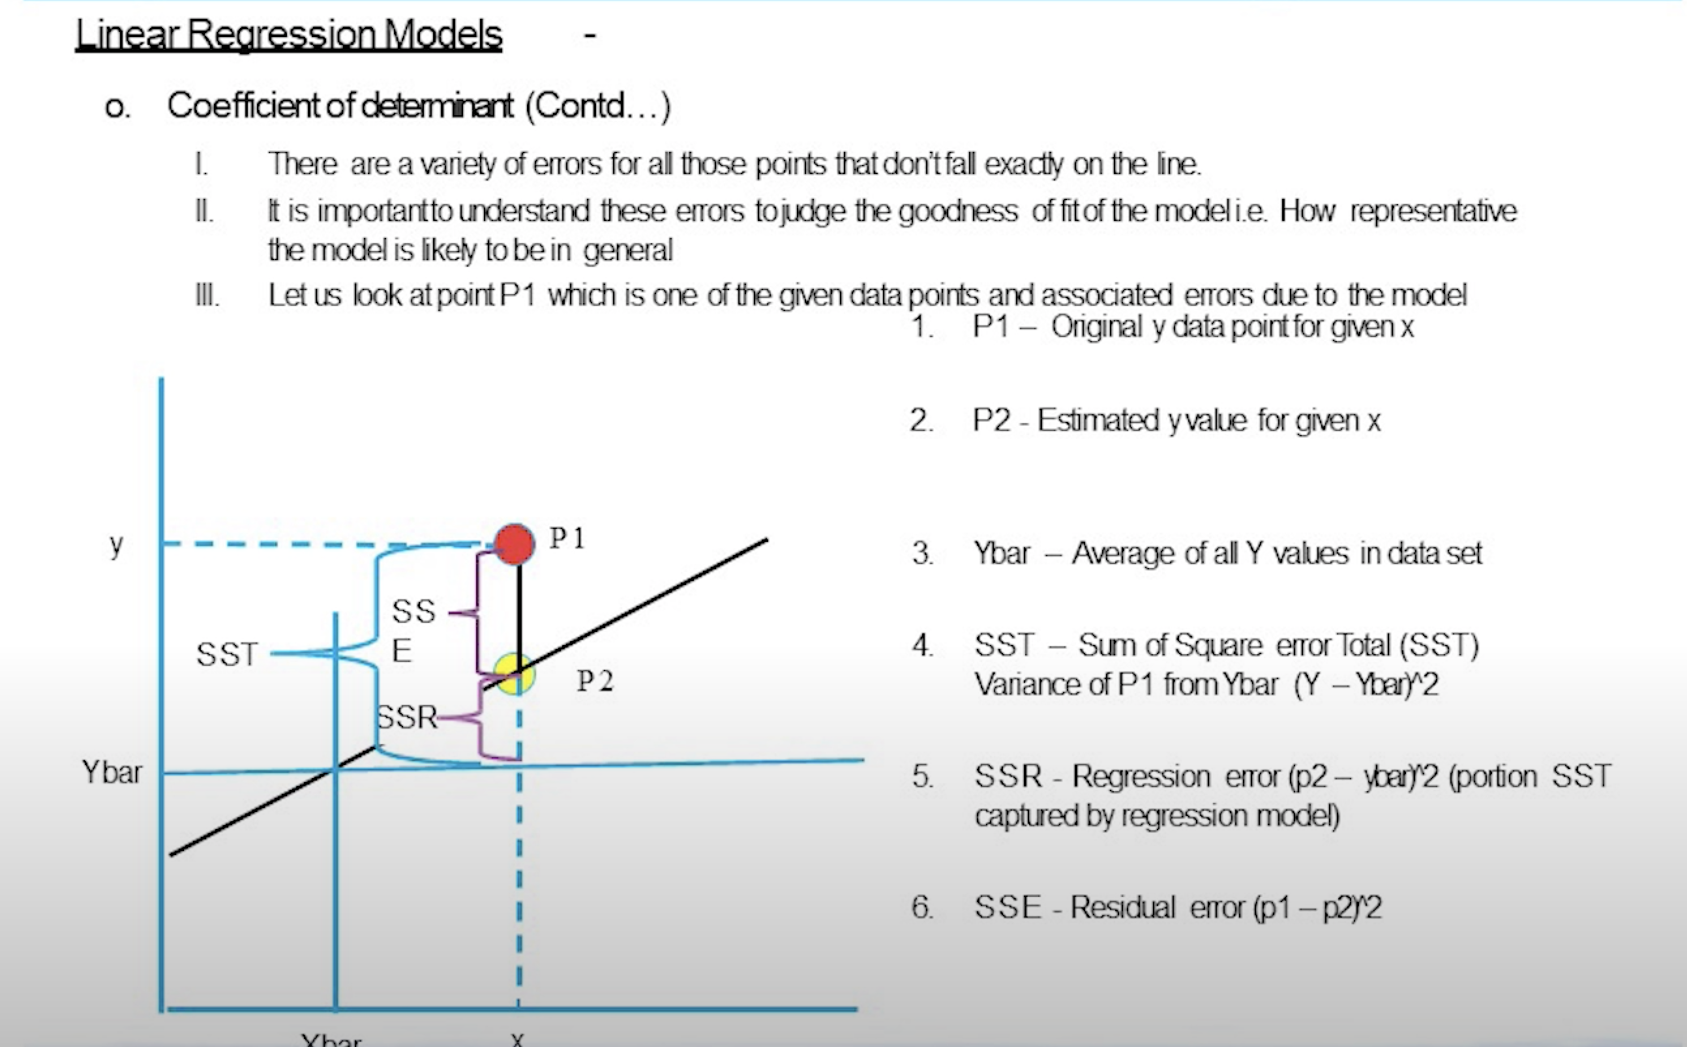 Linear Regression Models -
o. Coefficient of determinant (Contd…)
I. There are a variety of errors for all those points that don't fall exactly on the line.
II. It is important to understand these errors to judge the goodness of fit of the model i.e. How representative
the model is likely to be in general
III. Let us look at point P1 which is one of the given data points and associated errors due to the model
1. P1 – Original y data point for given x
2. P2 - Estimated y value for given x
3. Ybar – Average of all Y values in data set
4. SST – Sum of Square error Total (SST)
Variance of P1 from Ybar (Y – Ybar)^2
5. SSR - Regression error (p2 – ybar)^2 (portion SST
captured by regression model)
6. SSE - Residual error (p1 – p2)^2
y
P1
SS
E
SST
P2
SSR
Ybar
Xbar
x